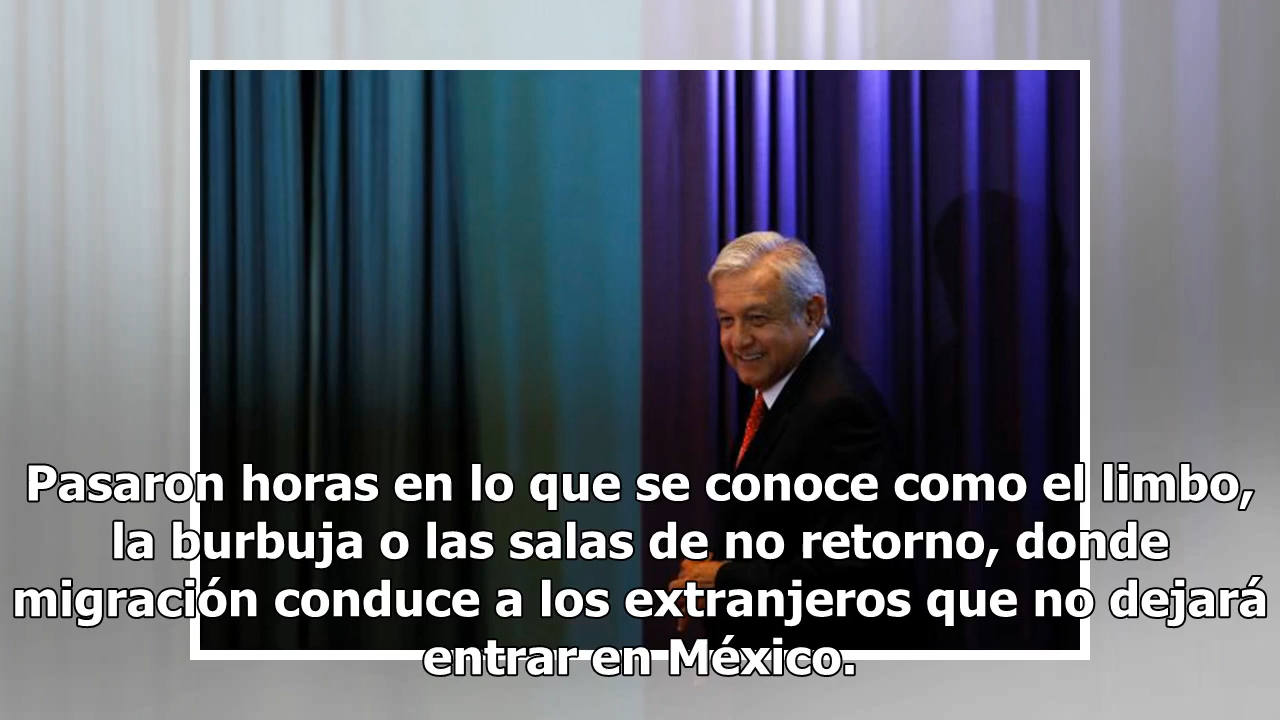 Pasaron horas en lo que se conoce como el limbo,
la burbuja o las salas de no retorno, donde
migración conduce a los extranjeros que no dejará
entrar en México.